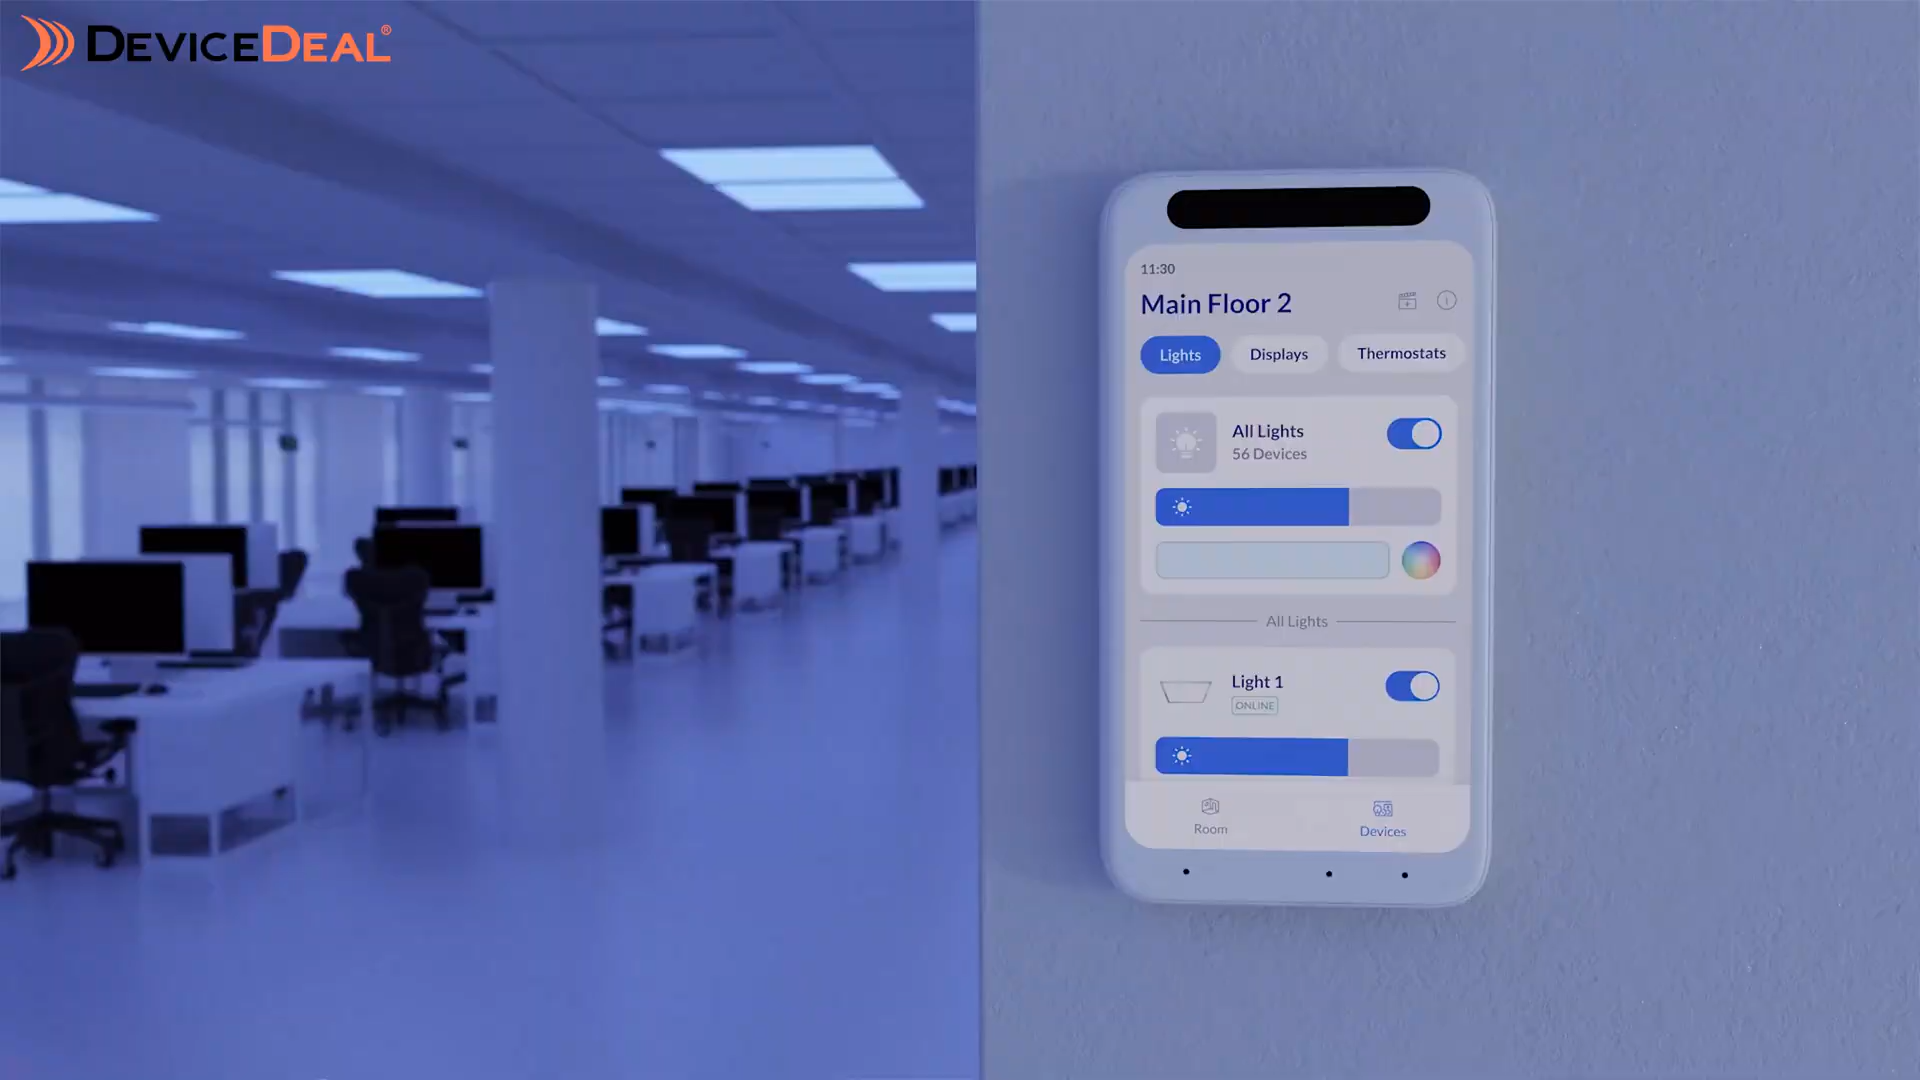 DEVICEDEAL®
11:30
Main Floor 2
Lights
Displays
Thermostats
All Lights
56 Devices
All Lights
Light 1
ONLINE
Room
Devices